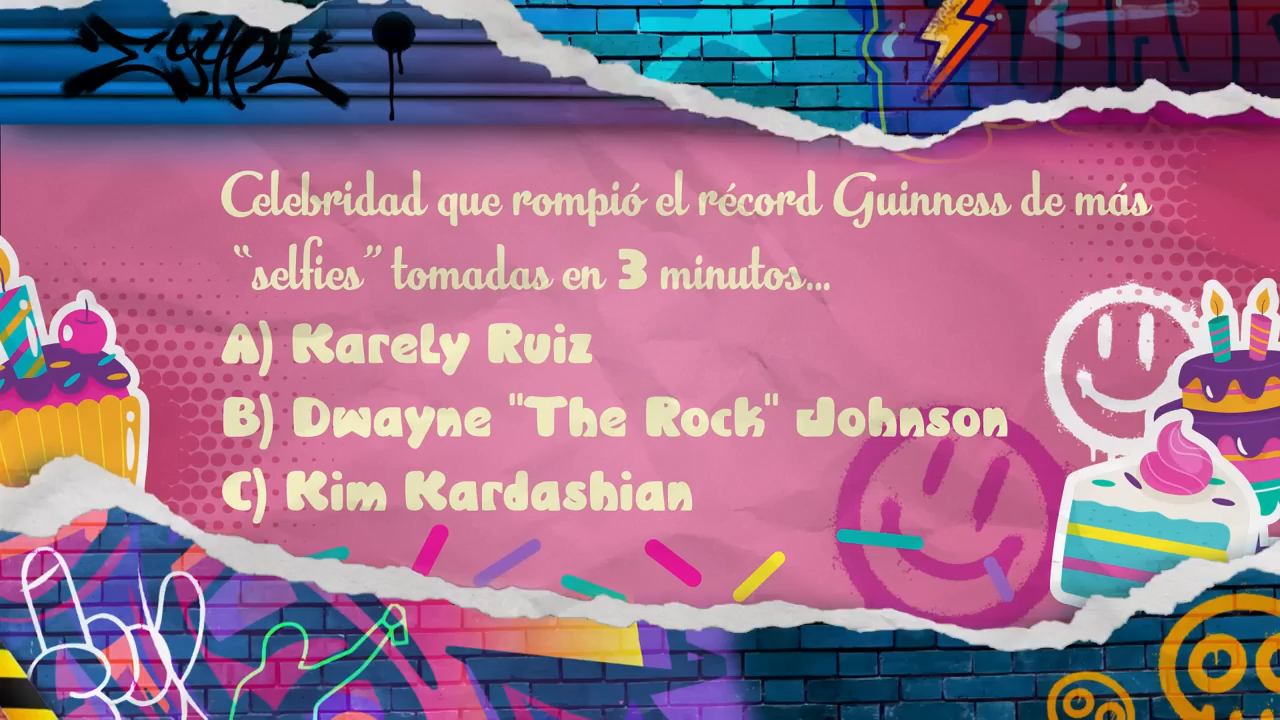 Celebridad que rompió el récord Guinness de más
“selfies” tomadas en 3 minutos...
A) Karely Ruiz
B) Dwayne "The Rock" Johnson
C) Kim Kardashian